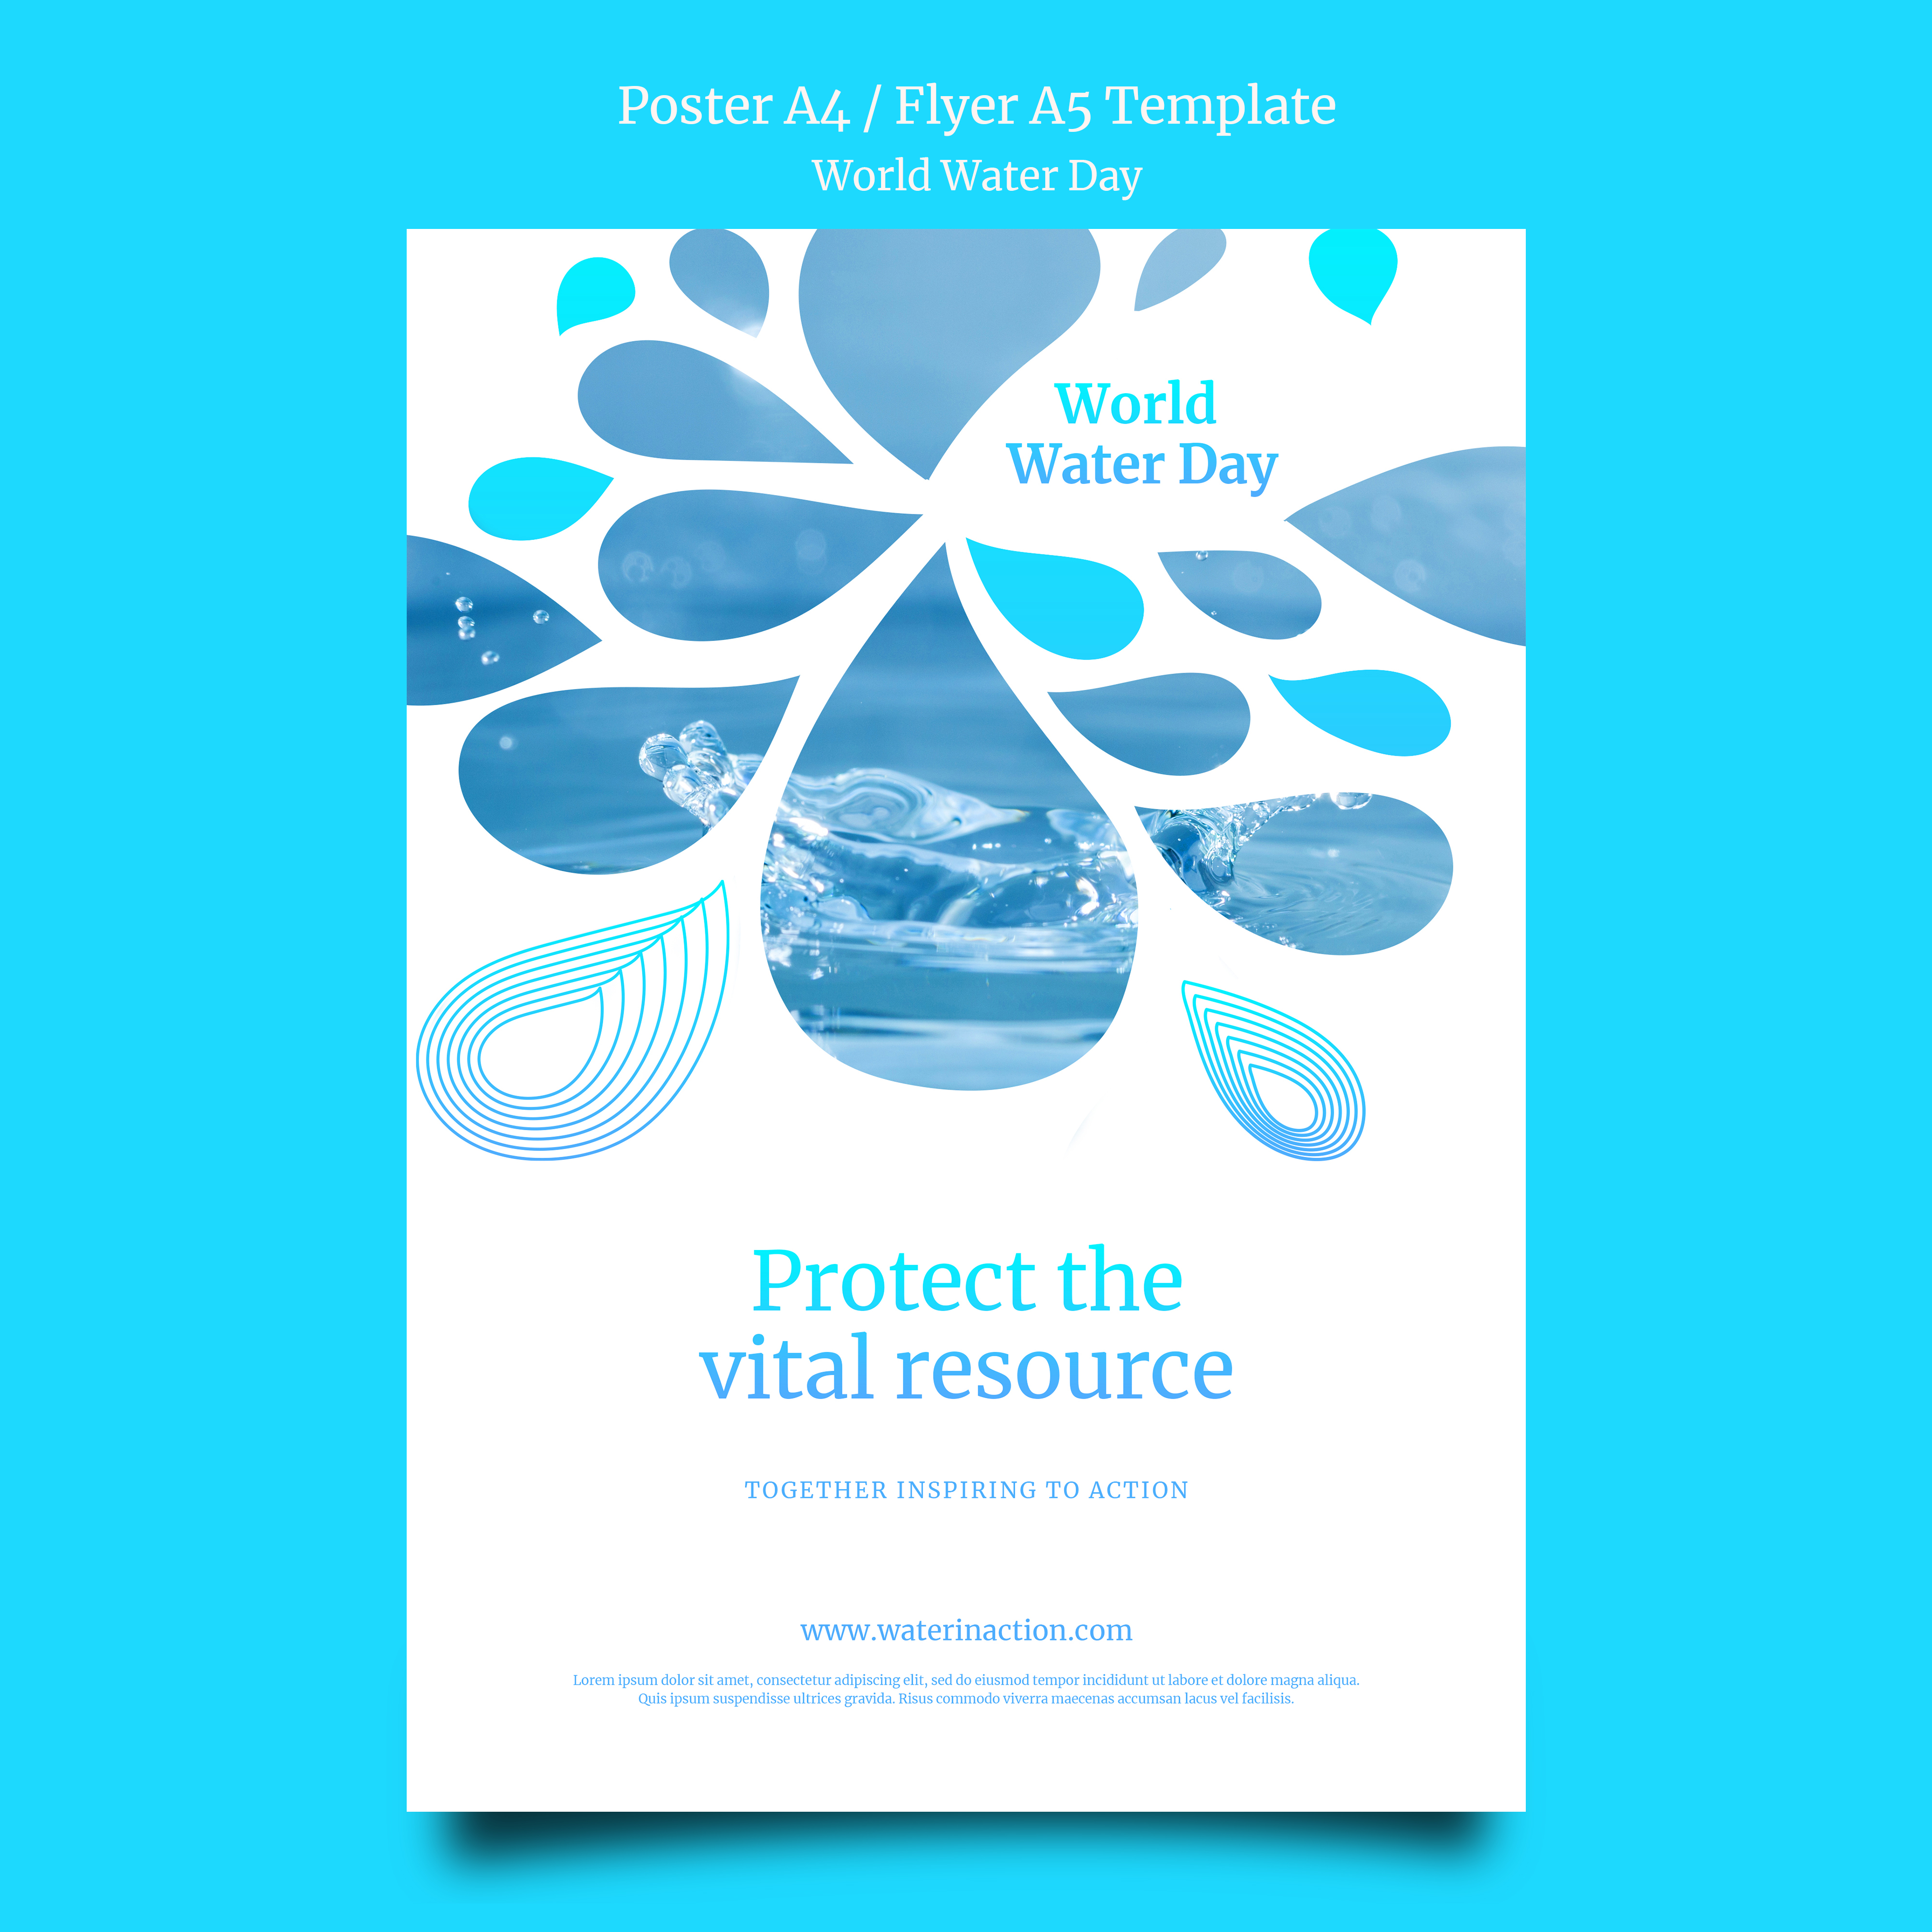 Poster A4 / Flyer A5 Template
World Water Day
World
Water Day
Protect the
vital resource
TOGETHER INSPIRING TO ACTION
www.waterinaction.com
Lorem ipsum dolor sit amet, consectetur adipiscing elit, sed do eiusmod tempor incididunt ut labore et dolore magna aliqua.
Quis ipsum suspendisse ultrices gravida. Risus commodo viverra maecenas accumsan lacus vel facilisis.